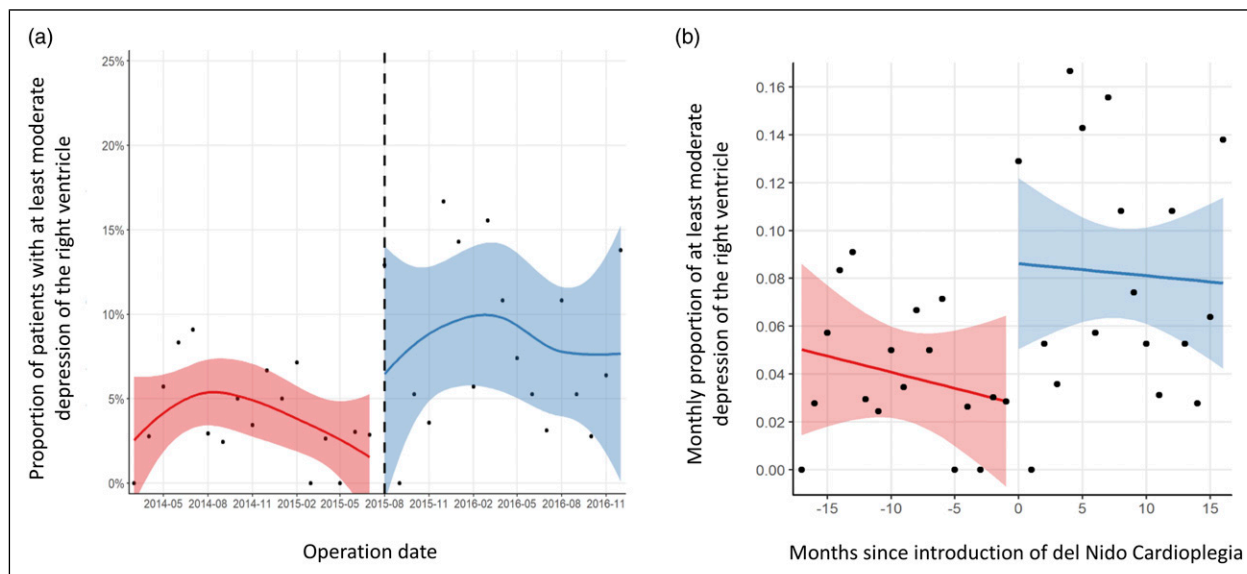 (a)
Proportion of patients with at least moderate
depression of the right ventricle
25%
20%
15%
10%
5%
0%
2014-05 2014-08 2014-11 2015-02 2015-05 2015-08 2015-11 2016-02 2016-05 2016-08 2016-11
Operation date
(b)
Monthly proportion of at least moderate
depression of the right ventricle
0.16
0.14
0.12
0.10
0.08
0.06
0.04
0.02
0.00
-15 -10 -5 0 5 10 15
Months since introduction of del Nido Cardioplegia